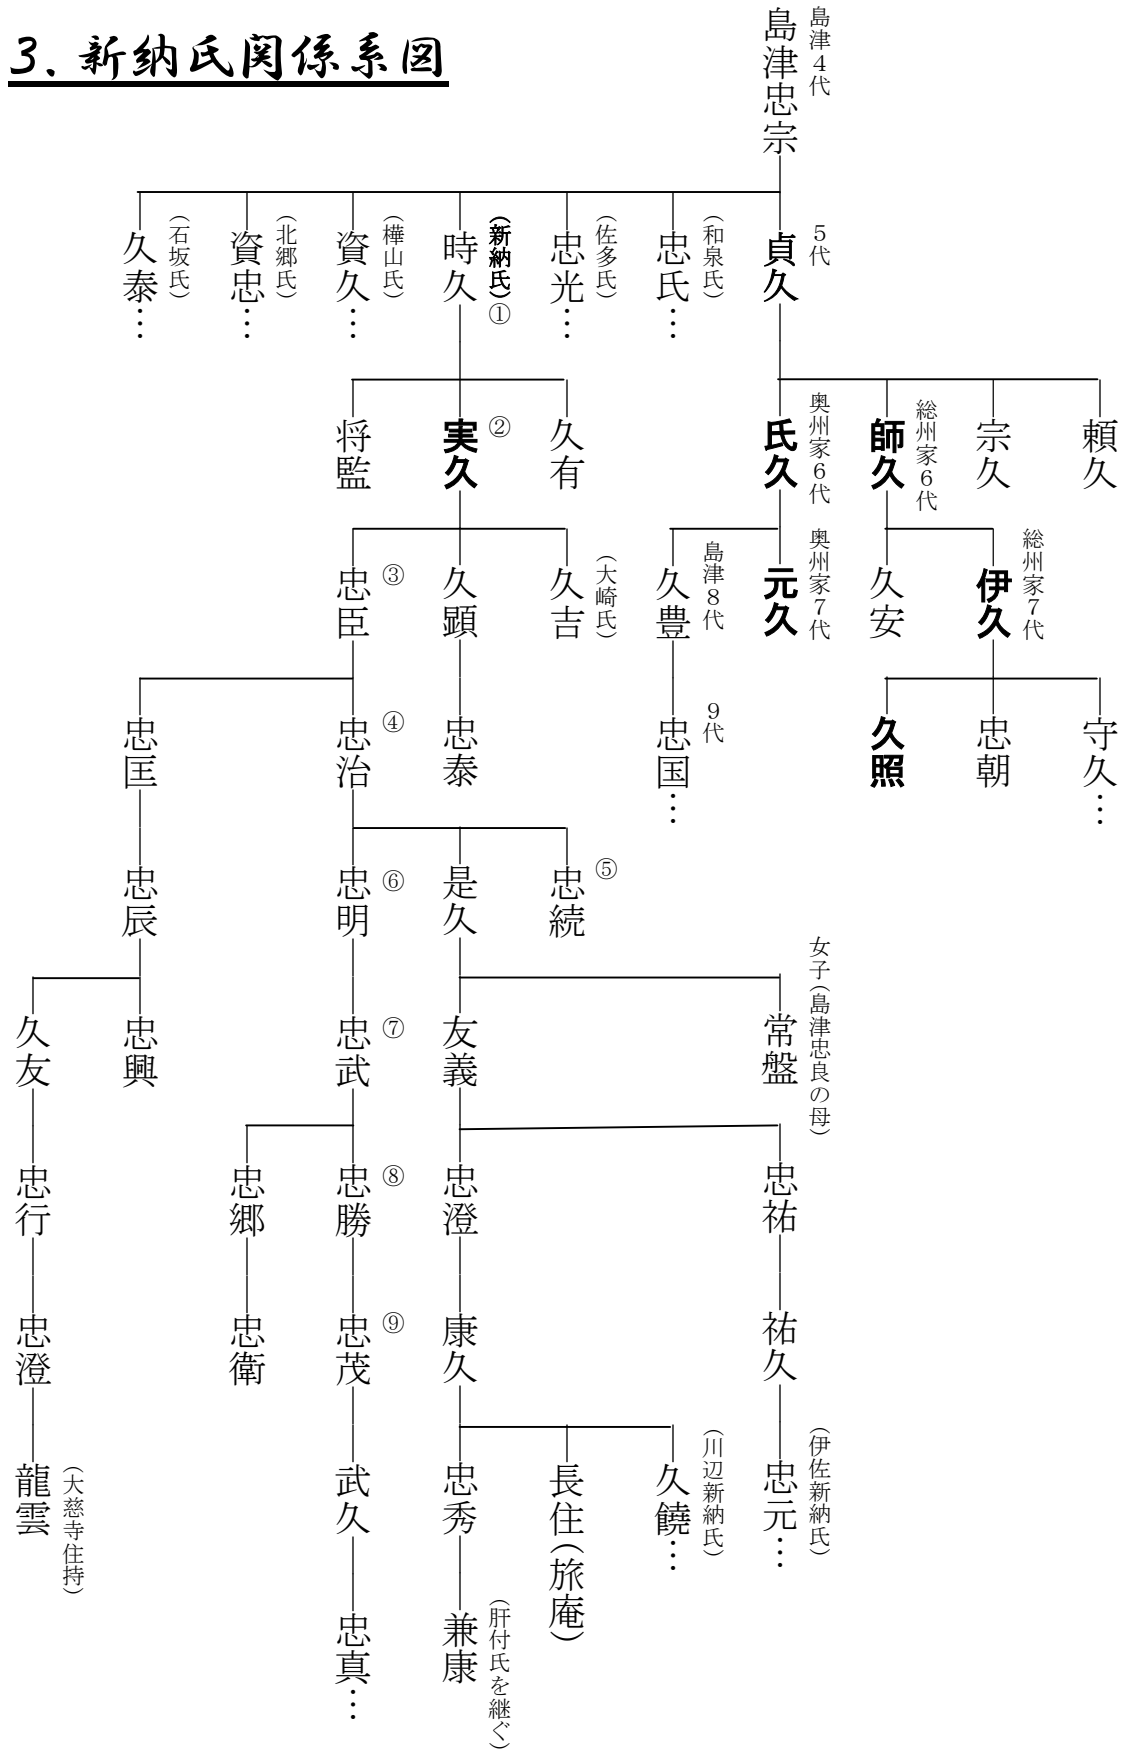 3. 新納氏関係系図
島津4代
島津忠宗
5代
貞久
(和泉氏)
忠氏…
(佐多氏)
忠光…
(新納氏)①
時久
(樺山氏)
資久…
(北郷氏)
資忠…
(石坂氏)
久泰…
頼久
宗久
総州家6代
師久
奥州家6代
氏久
久有
②
実久
将監
総州家7代
伊久
久安
奥州家7代
元久
島津8代
久豊
(大崎氏)
久吉
久顕
③
忠臣
守久…
忠朝
久照
9代
忠国…
忠泰
④
忠治
忠匡
⑤
忠続
是久
⑥
忠明
忠辰
女子(島津忠良の母)
常盤
友義
⑦
忠武
忠興
久友
忠祐
忠澄
⑧
忠勝
忠郷
忠行
祐久
康久
⑨
忠茂
忠衛
忠澄
(伊佐新納氏)
忠元…
(川辺新納氏)
久饒…
長住(旅庵)
忠秀
武久
(大慈寺住持)
龍雲
(肝付氏を継ぐ)
兼康
忠真…